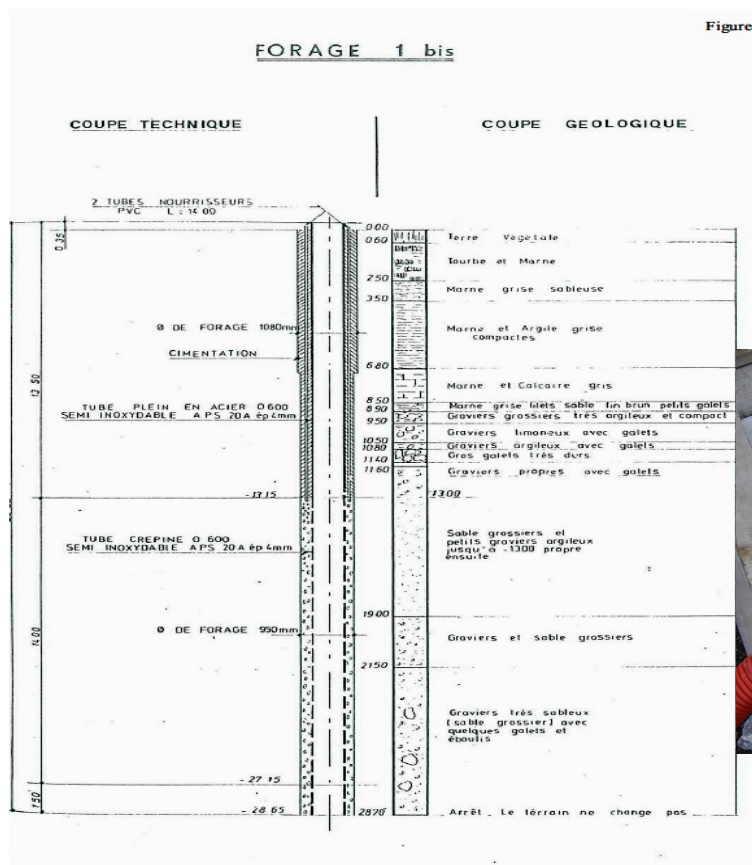 Figure
FORAGE 1 bis
COUPE TECHNIQUE
COUPE GEOLOGIQUE
2 TUBES NOURRISSEURS
PVC L : 14 00
0.35
0.00
0.60
Terre Végétale
Tourbe et Marne
2.50
Marne grise sableuse
3.50
Ø DE FORAGE 1080mm
Marne et Argile grise
compactes
CIMENTATION
6.80
Marne et Calcaire gris
8.50
Marne grise filets sable fin brun petits galets
8.90
Graviers grossiers très argileux et compact
9.50
TUBE PLEIN EN ACIER O 600
SEMI INOXYDABLE APS 20A ép 4mm
Graviers limoneux avec galets
10.50
Graviers argileux avec galets
10.80
Gros galets très durs
11.40
11.60
Graviers propres avec galets
- 13.15
13.00
TUBE CREPINE O 600
SEMI INOXYDABLE APS 20A ép 4mm
Sable grossiers et
petits graviers argileux
jusqu'à -1300 propre
ensuite
19.00
14.00
Ø DE FORAGE 950mm
Graviers et sable grossiers
21.50
Graviers très sableux
(sable grossier) avec
quelques galets et
éboulis
- 27 15
1.50
- 28 65
28.70
Arrêt . Le terrain ne change pas